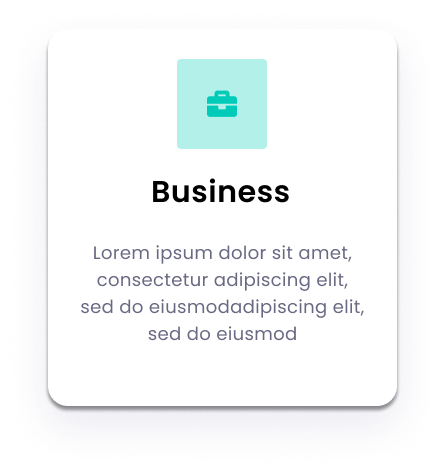 Business
Lorem ipsum dolor sit amet,
consectetur adipiscing elit,
sed do eiusmodadipiscing elit,
sed do eiusmod